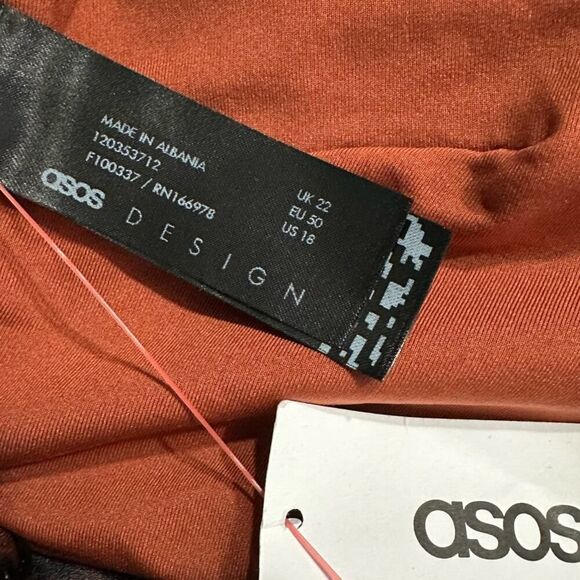 MADE IN ALBANIA
120353712
F100337 / RN166978
asos DESIGN
UK 22
EU 50
US 18
asos